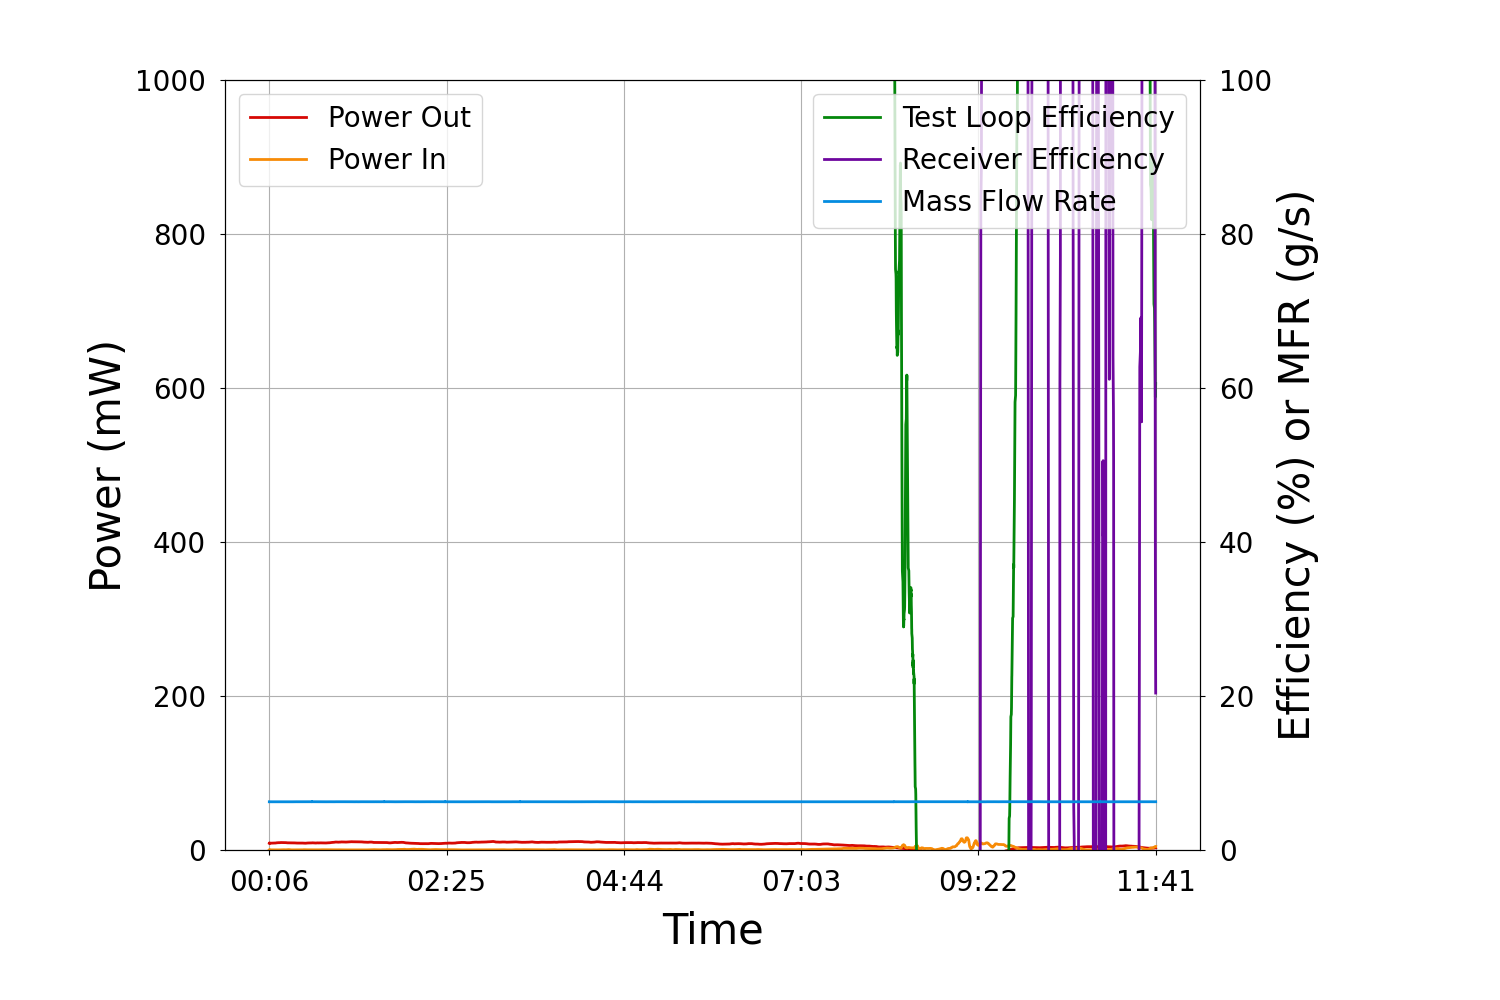 Power Out
Power In
Test Loop Efficiency
Receiver Efficiency
Mass Flow Rate
1000
800
600
400
200
0
Power (mW)
100
80
60
40
20
0
Efficiency (%) or MFR (g/s)
00:06 02:25 04:44 07:03 09:22 11:41
Time